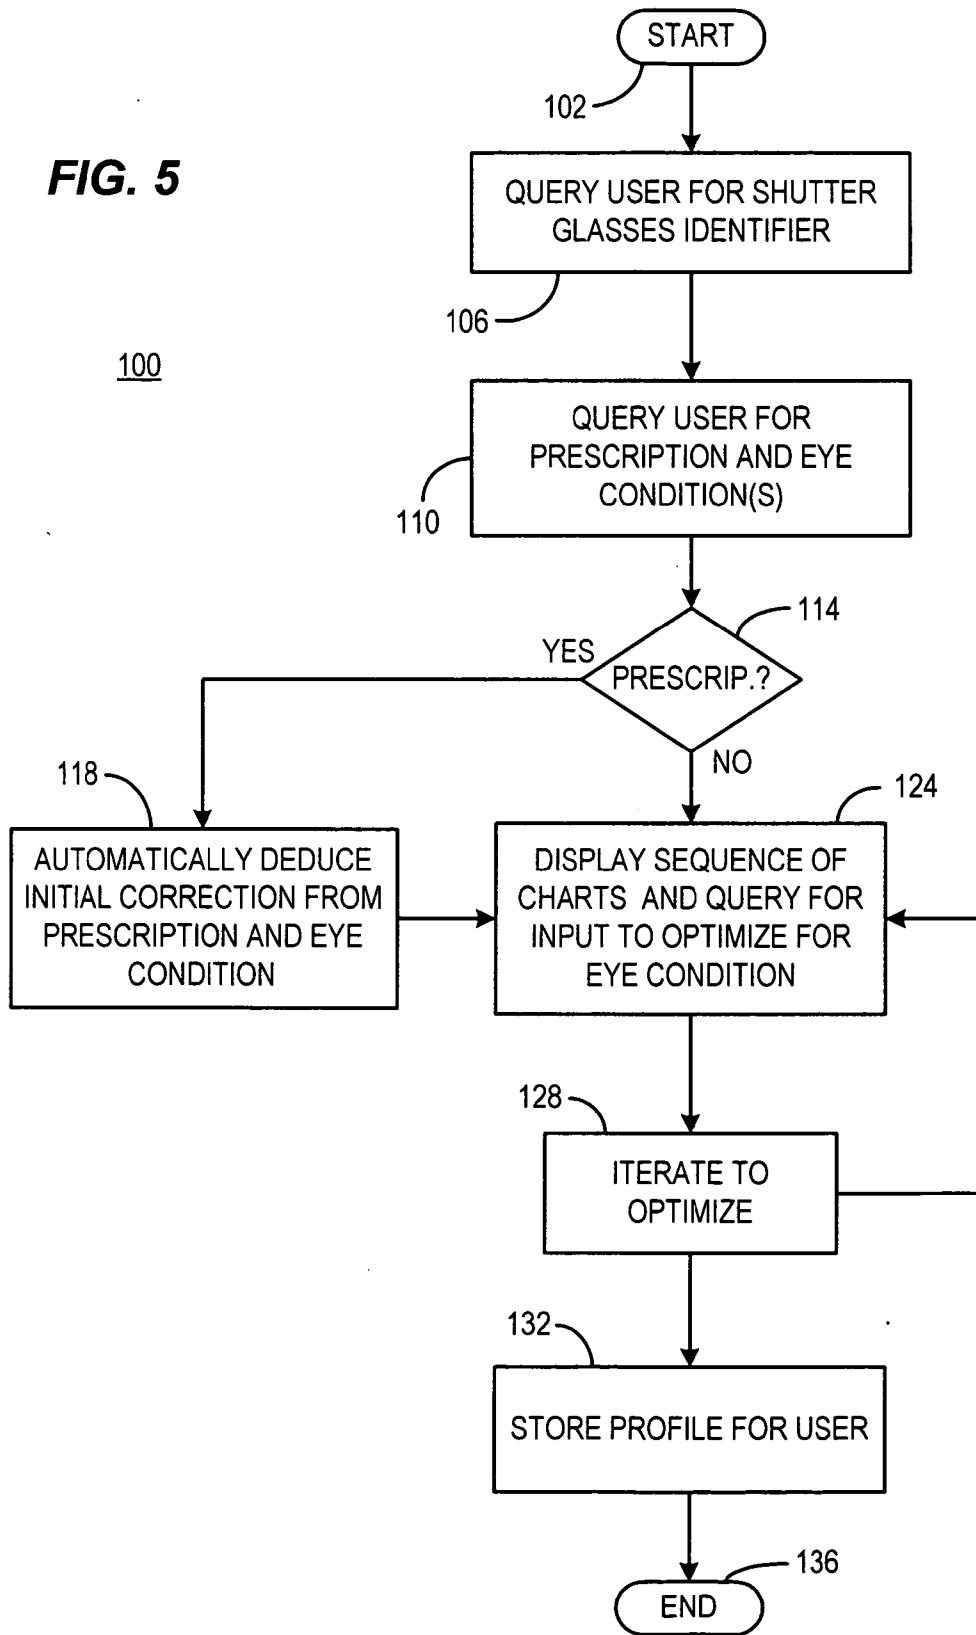 START
102
FIG. 5
QUERY USER FOR SHUTTER
GLASSES IDENTIFIER
106
100
QUERY USER FOR
PRESCRIPTION AND EYE
CONDITION(S)
110
114
YES
PRESCRIP.?
NO
118
124
AUTOMATICALLY DEDUCE
INITIAL CORRECTION FROM
PRESCRIPTION AND EYE
CONDITION
DISPLAY SEQUENCE OF
CHARTS AND QUERY FOR
INPUT TO OPTIMIZE FOR
EYE CONDITION
128
ITERATE TO
OPTIMIZE
132
STORE PROFILE FOR USER
136
END